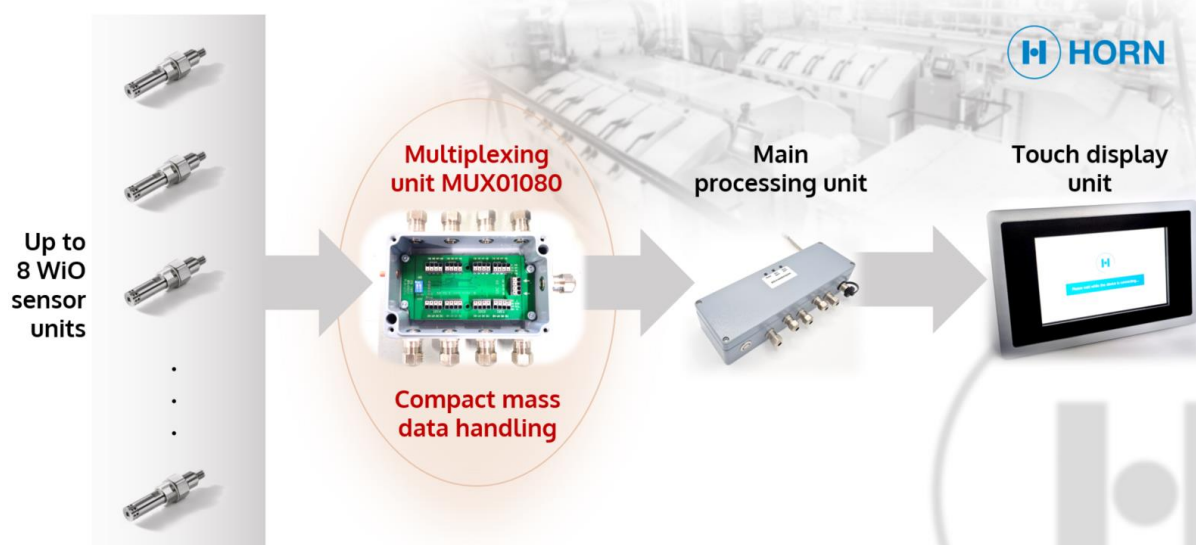 HORN
Up to
8 WiO
sensor
units
Multiplexing
unit MUX01080
Compact mass
data handling
Main
processing unit
Touch display
unit